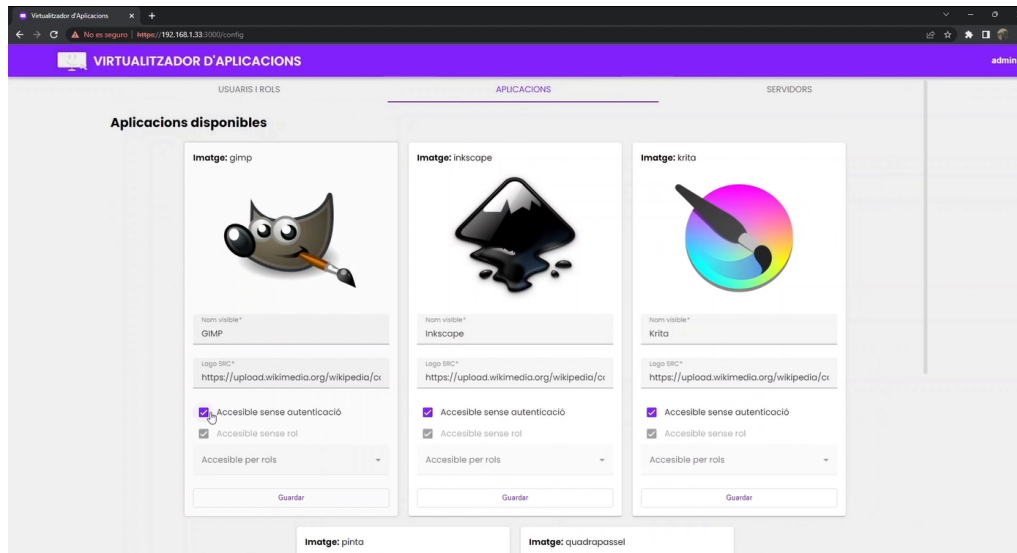 Virtualitzador d'Aplicacions
No es seguro | https://192.168.1.33:3000/config
VIRTUALITZADOR D'APLICACIONS
admin
USUARIS I ROLS
APLICACIONS
SERVIDORS
Aplicacions disponibles
Imatge: gimp
Nom visible*
GIMP
Logo SRC*
https://upload.wikimedia.org/wikipedia/cc
Accesible sense autenticació
Accesible sense rol
Accesible per rols
Guardar
Imatge: inkscape
Nom visible*
Inkscape
Logo SRC*
https://upload.wikimedia.org/wikipedia/cc
Accesible sense autenticació
Accesible sense rol
Accesible per rols
Guardar
Imatge: krita
Nom visible*
Krita
Logo SRC*
https://upload.wikimedia.org/wikipedia/cc
Accesible sense autenticació
Accesible sense rol
Accesible per rols
Guardar
Imatge: pinta
Imatge: quadrapassel